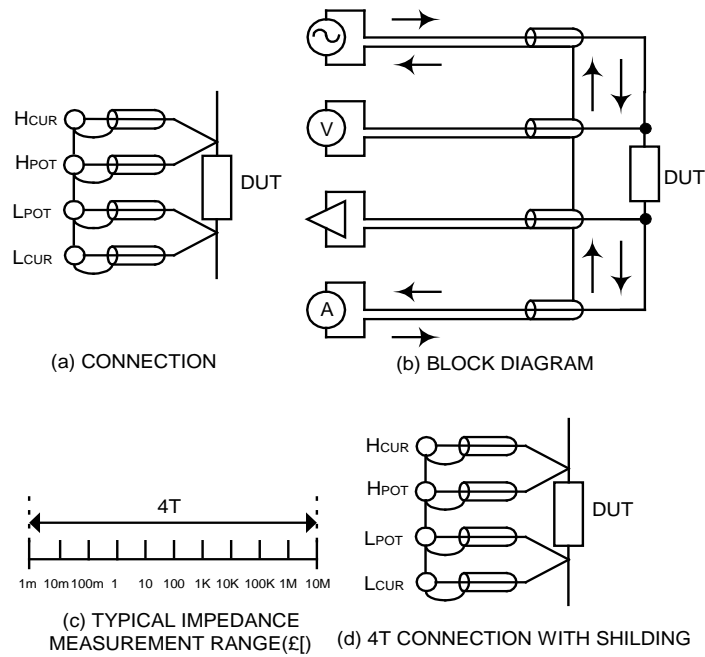 HCUR
HPOT
LPOT
LCUR
DUT
(a) CONNECTION
V
A
DUT
(b) BLOCK DIAGRAM
4T
1m 10m 100m 1 10 100 1K 10K 100K 1M 10M
(c) TYPICAL IMPEDANCE
MEASUREMENT RANGE(£[)
HCUR
HPOT
LPOT
LCUR
DUT
(d) 4T CONNECTION WITH SHILDING